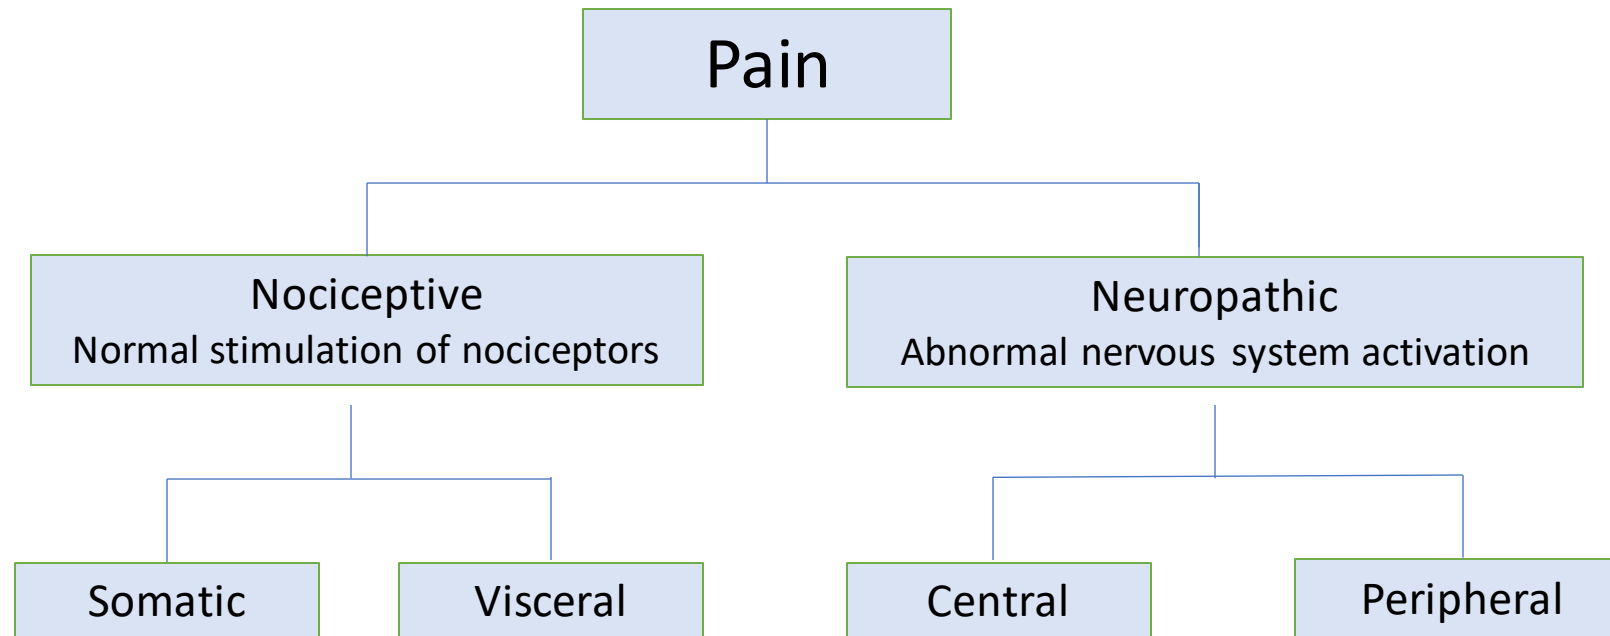 Pain
Nociceptive
Normal stimulation of nociceptors
Neuropathic
Abnormal nervous system activation
Somatic
Visceral
Central
Peripheral